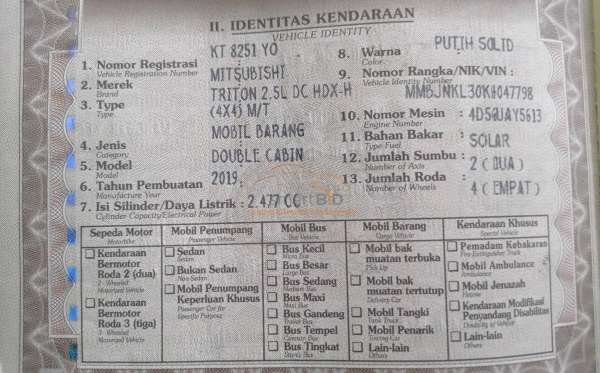 II. IDENTITAS KENDARAAN
VEHICLE IDENTITY
1. Nomor Registrasi KT 8251 YO
Vehicle Registration Number
2. Merek MITSUBISHI
Brand
3. Type TRITON 2.5L DC HDX-H
Type (4X4) M/T
4. Jenis MOBIL BARANG
Category
5. Model DOUBLE CABIN
Model
6. Tahun Pembuatan 2019
Manufacture Year
7. Isi Silinder/Daya Listrik : 2.477 CC
Cylinder Capacity/Electrical Power
8. Warna PUTIH SOLID
Color
9. Nomor Rangka/NIK/VIN :
Vehicle Identity Number
MMBJNKL30KH047798
10. Nomor Mesin : 4D5QUAY5613
Engine Number
11. Bahan Bakar : SOLAR
Type Fuel
12. Jumlah Sumbu : 2 (DUA)
Number of Axle
13. Jumlah Roda : 4 (EMPAT)
Number of Wheels
Sepeda Motor
Motorbike
Kendaraan
Bermotor
Roda 2 (dua)
2 - Wheeled
Motorized Vehicle
Kendaraan
Bermotor
Roda 3 (tiga)
3 - Wheeled
Motorized Vehicle
Mobil Penumpang
Passenger Vehicle
Sedan
Sedan
Bukan Sedan
Non Sedan
Mobil Penumpang
Keperluan Khusus
Passenger Car for
Specific Purpose
Mobil Bus
Bus Vehicle
Bus Kecil
Micro Bus
Bus Besar
Large Bus
Bus Sedang
Medium Bus
Bus Maxi
Maxi Bus
Bus Gandeng
Bus Tempel
Bus Tingkat
Mobil Barang
Cargo Vehicle
Mobil bak
muatan terbuka
Pick Up
Mobil bak
muatan tertutup
Delivery Car
Mobil Tangki
Tank Truck
Mobil Penarik
Towing Car
Lain-lain
Others
Kendaraan Khusus
Special Vehicle
Pemadam Kebakaran
Fire Extinguisher Truck
Mobil Ambulance
Ambulance
Mobil Jenazah
Hearse
Kendaraan Modifikasi
Penyandang Disabilitas
Disability of Vehicle
Lain-lain
Others